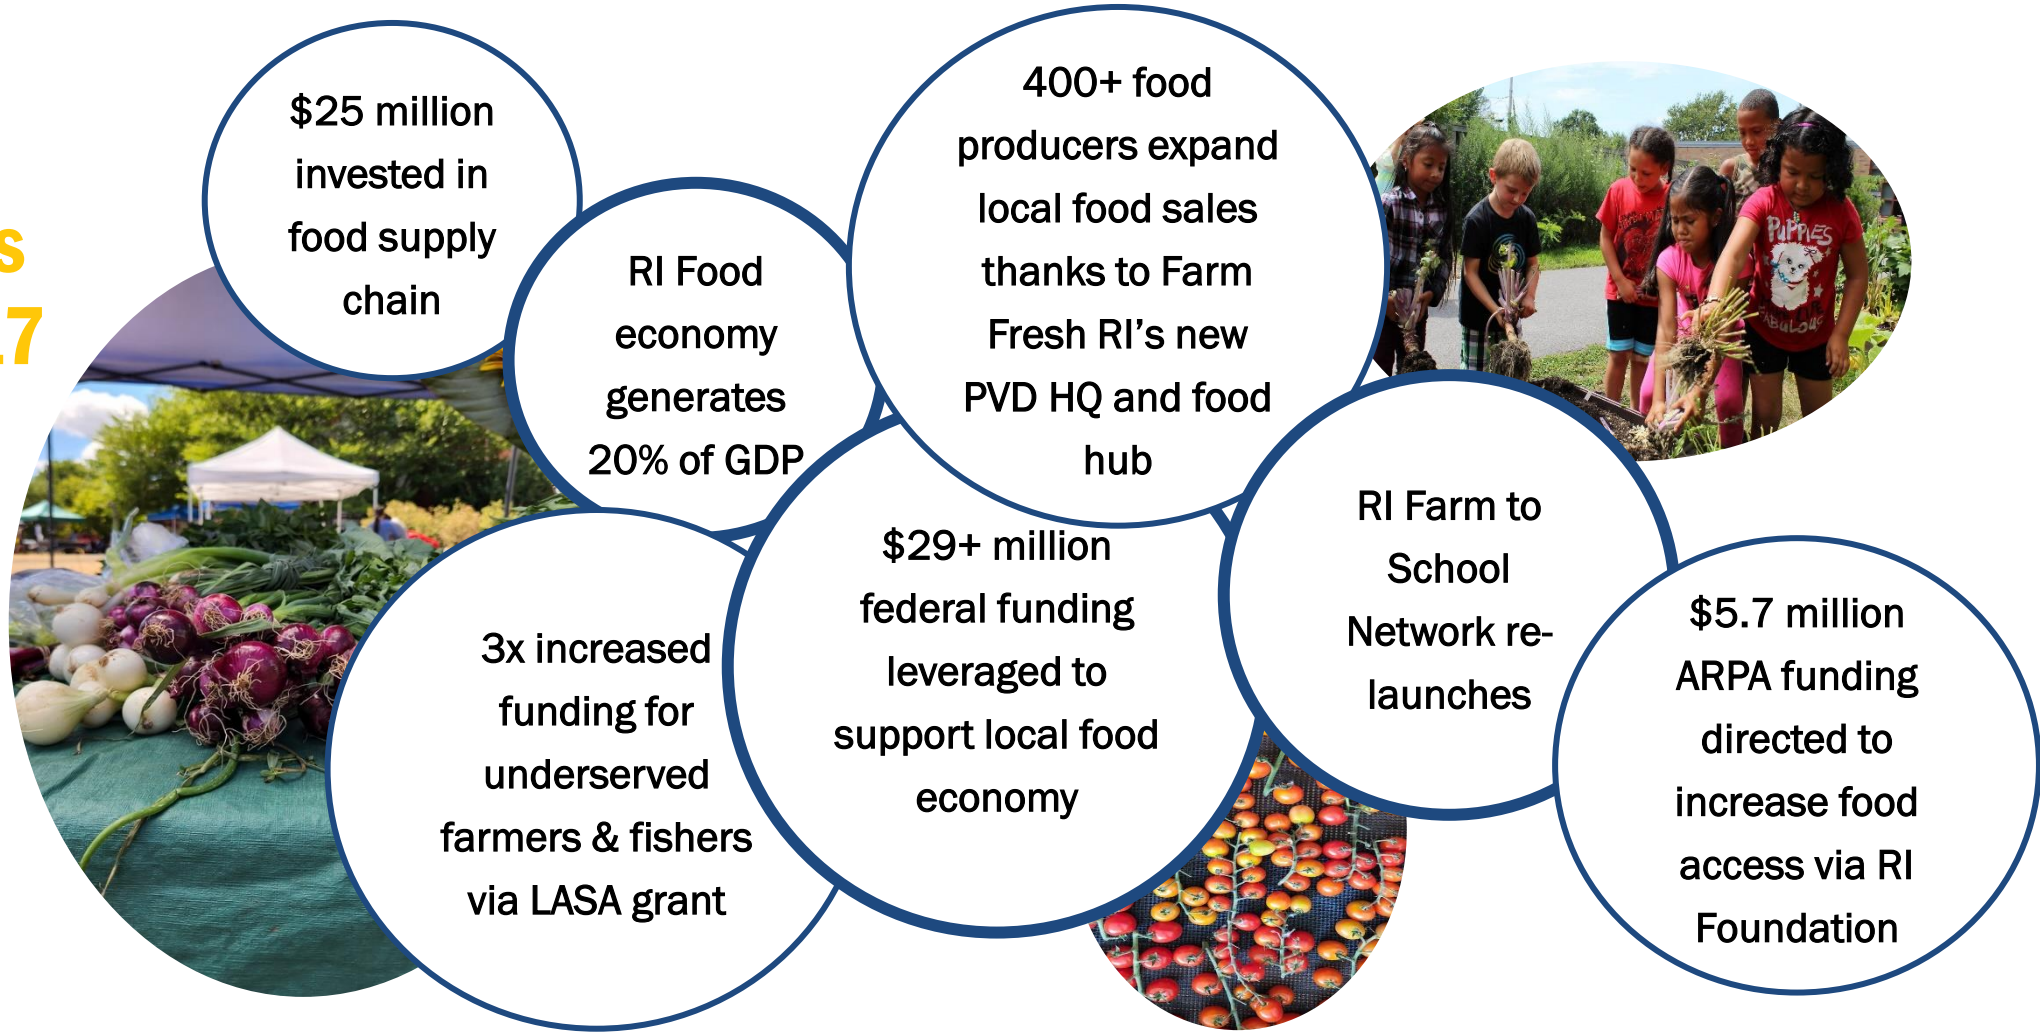 s
.7
$25 million
invested in
food supply
chain
RI Food
economy
generates
20% of GDP
400+ food
producers expand
local food sales
thanks to Farm
Fresh RI’s new
PVD HQ and food
hub
3x increased
funding for
underserved
farmers & fishers
via LASA grant
$29+ million
federal funding
leveraged to
support local food
economy
RI Farm to
School
Network re-
launches
$5.7 million
ARPA funding
directed to
increase food
access via RI
Foundation
PUPPIES
FABULOUS